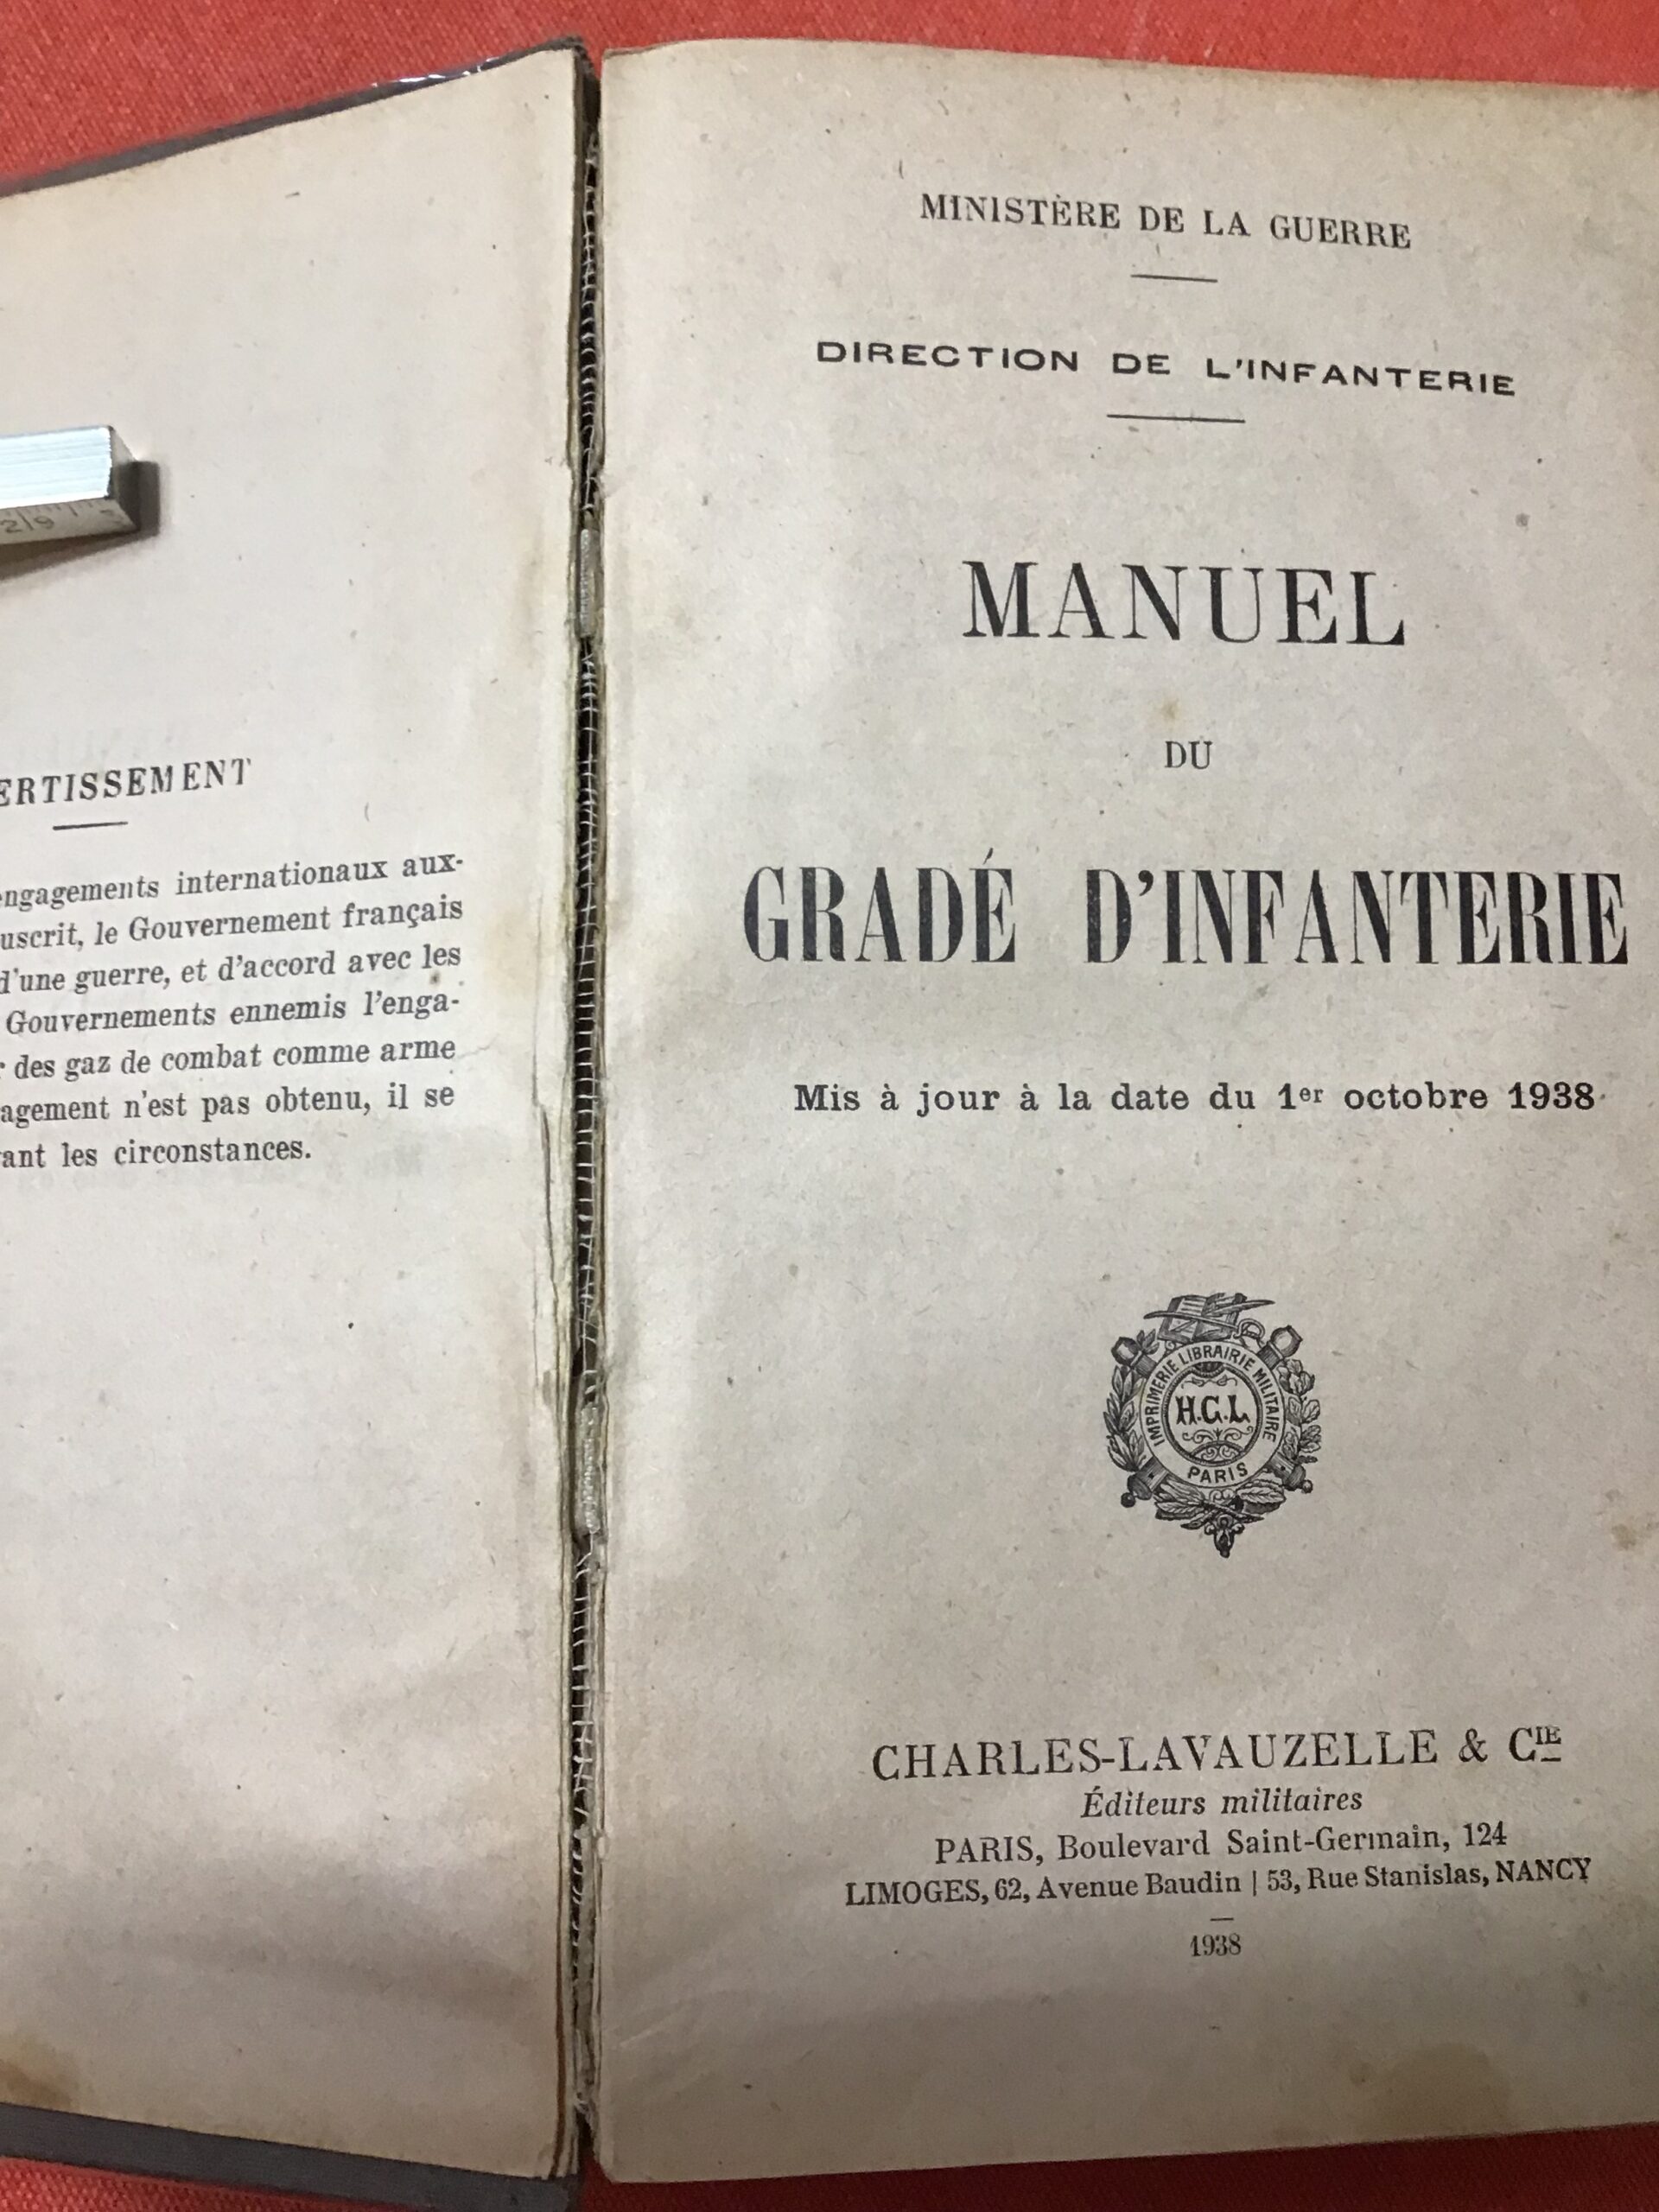 29
ERTISSEMENT
engagements internationaux aux-
uscrit, le Gouvernement français
d'une guerre, et d'accord avec les
Gouvernements ennemis l'enga-
r des gaz de combat comme arme
agement n'est pas obtenu, il se
ant les circonstances.
MINISTÈRE DE LA GUERRE
DIRECTION DE L'INFANTERIE
MANUEL
DU
GRADÉ D'INFANTERIE
Mis à jour à la date du 1er octobre 1938
IMPRIMERIE LIBRAIRIE MILITAIRE
H.C.L.
PARIS
CHARLES-LAVAUZELLE & CIE
Éditeurs militaires
PARIS, Boulevard Saint-Germain, 124
LIMOGES, 62, Avenue Baudin | 53, Rue Stanislas, NANCY
1938